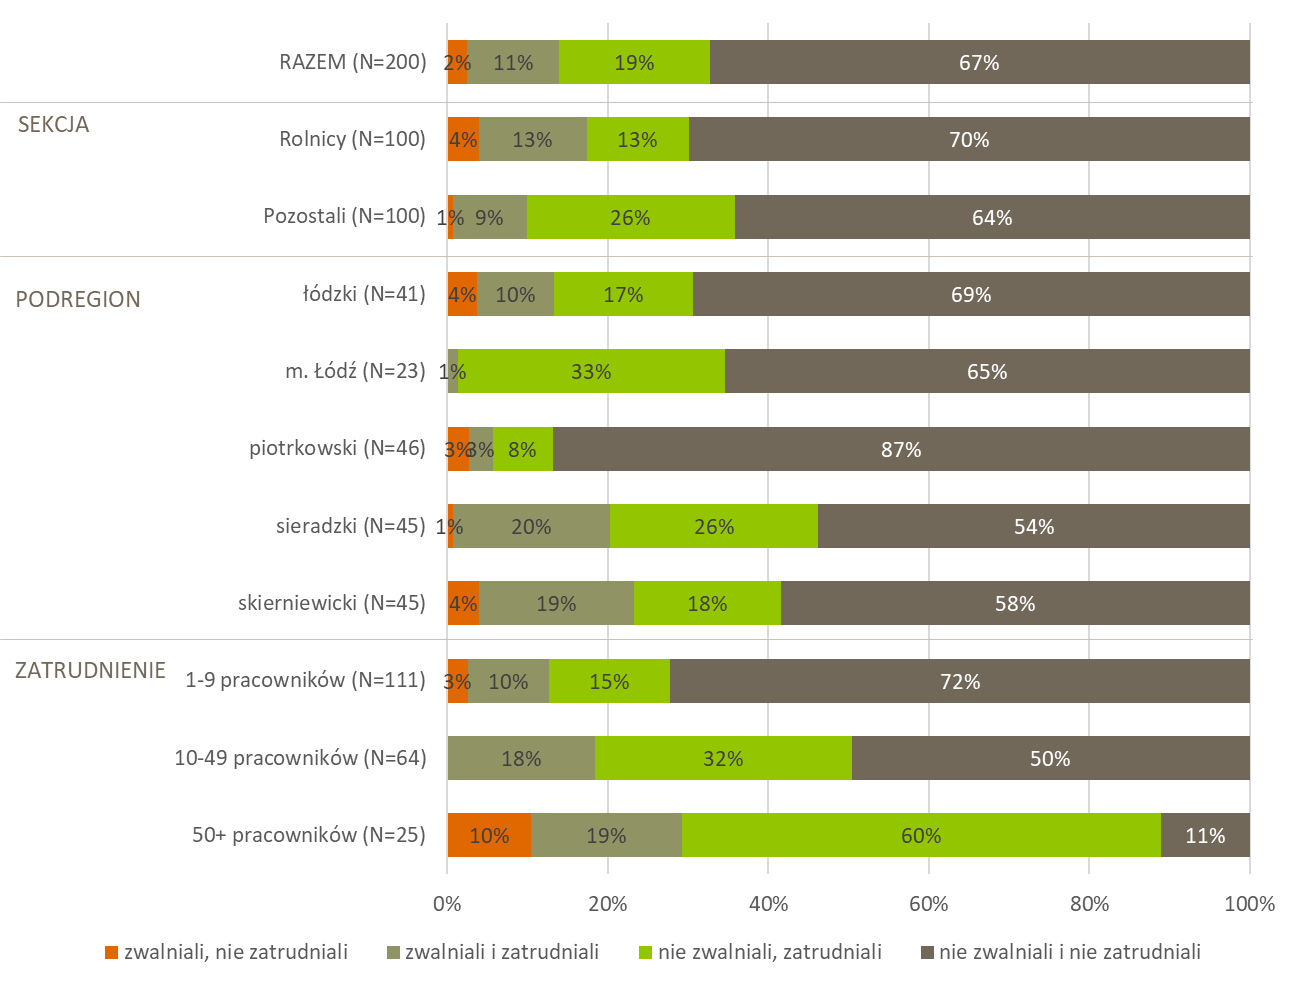 RAZEM (N=200) 2% 11% 19% 67%
SEKCJA
Rolnicy (N=100) 4% 13% 13% 70%
Pozostali (N=100) 1% 9% 26% 64%
PODREGION
łódzki (N=41) 4% 10% 17% 69%
m. Łódź (N=23) 1% 33% 65%
piotrkowski (N=46) 3% 3% 8% 87%
sieradzki (N=45) 1% 20% 26% 54%
skierniewicki (N=45) 4% 19% 18% 58%
ZATRUDNIENIE
1-9 pracowników (N=111) 3% 10% 15% 72%
10-49 pracowników (N=64) 18% 32% 50%
50+ pracowników (N=25) 10% 19% 60% 11%
0% 20% 40% 60% 80% 100%
zwalniali, nie zatrudniali zwalniali i zatrudniali nie zwalniali, zatrudniali nie zwalniali i nie zatrudniali